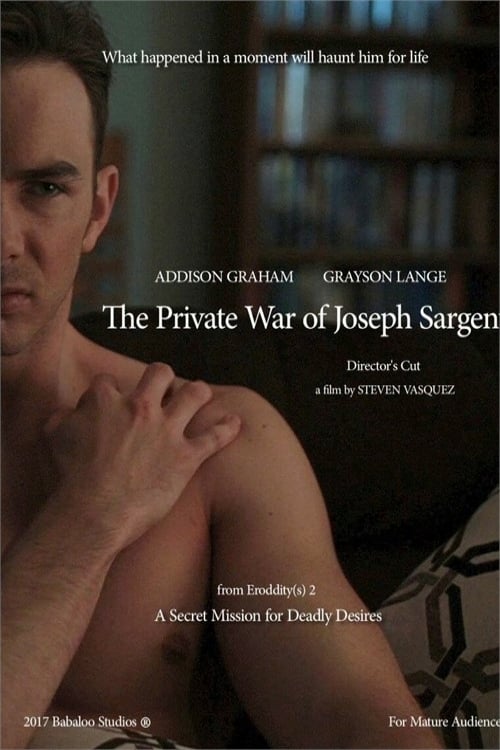 What happened in a moment will haunt him for life
ADDISON GRAHAM GRAYSON LANGE
The Private War of Joseph Sargen
Director's Cut
a film by STEVEN VASQUEZ
from Eroddity(s) 2
A Secret Mission for Deadly Desires
2017 Babaloo Studios ® For Mature Audience